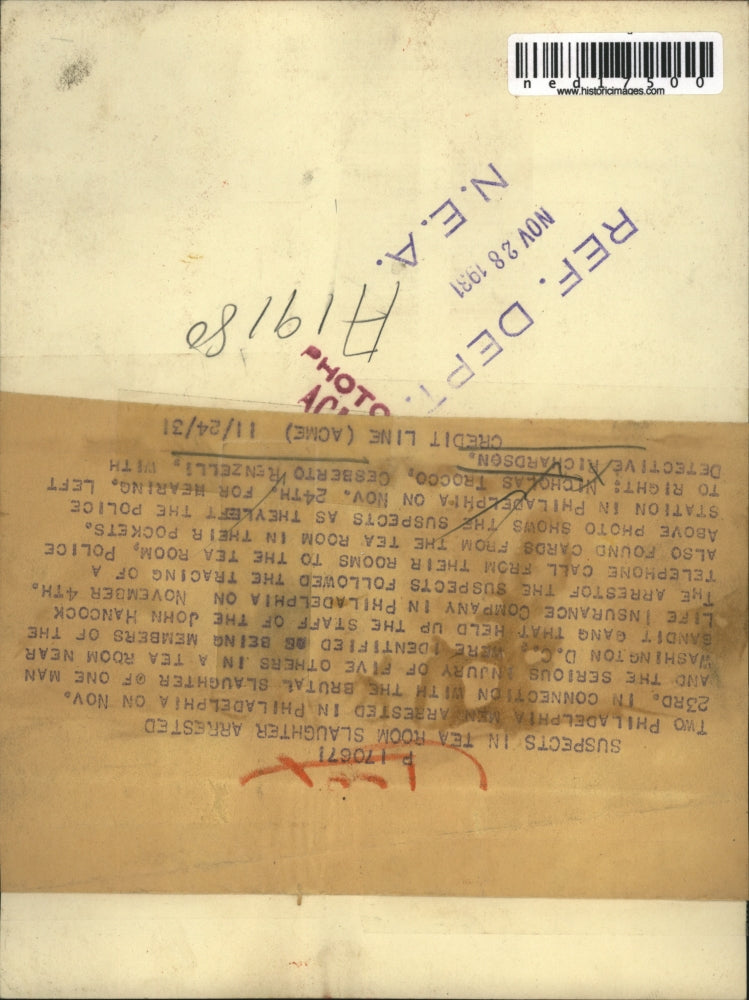 ned17500
www.historicimages.com
N.E.A.
NOV 28 1931
REF. DEPT.
A19180
PHOTO
P 170671
SUSPECTS IN TEA ROOM SLAUGHTER ARRESTED
TWO PHILADELPHIA MEN ARRESTED IN PHILADELPHIA ON NOV.
23RD. IN CONNECTION WITH THE BRUTAL SLAUGHTER OF ONE MAN
AND THE SERIOUS INJURY OF FIVE OTHERS IN A TEA ROOM NEAR
WASHINGTON D.C., WERE IDENTIFIED AS BEING MEMBERS OF THE
BANDIT GANG THAT HELD UP THE STAFF OF THE JOHN HANCOCK
LIFE INSURANCE COMPANY IN PHILADELPHIA ON NOVEMBER 4TH.
THE ARRESTOF THE SUSPECTS FOLLOWED THE TRACING OF A
TELEPHONE CALL FROM THEIR ROOMS TO THE TEA ROOM, POLICE
ALSO FOUND CARDS FROM THE TEA ROOM IN THEIR POCKETS.
ABOVE PHOTO SHOWS THE SUSPECTS AS THEYLEFT THE POLICE
STATION IN PHILADELPHIA ON NOV. 24TH. FOR HEARING. LEFT
TO RIGHT: NICHOLAS TROCCO, CESBERTO RENZELLI, WITH
DETECTIVE RICHARDSON.
CREDIT LINE (ACME) 11/24/31